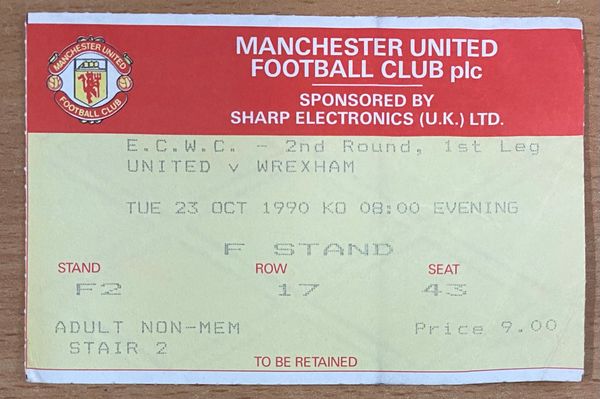 MANCHESTER UNITED
FOOTBALL CLUB
MANCHESTER UNITED
FOOTBALL CLUB plc
SPONSORED BY
SHARP ELECTRONICS (U.K.) LTD.
E.C.W.C. - 2nd Round, 1st Leg
UNITED v WREXHAM
TUE 23 OCT 1990 KO 08:00 EVENING
F STAND
STAND ROW SEAT
F2 17 43
ADULT NON-MEM Price 9.00
STAIR 2
TO BE RETAINED